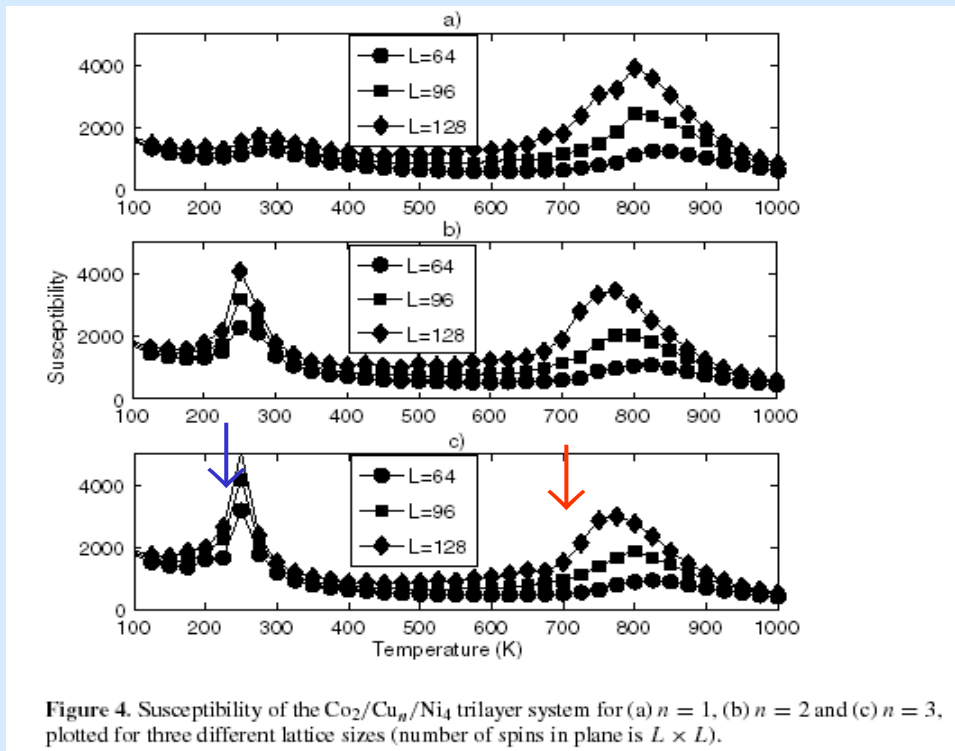 a)
4000
2000
0
L=64
L=96
L=128
100 200 300 400 500 600 700 800 900 1000
b)
Susceptibility
4000
2000
0
L=64
L=96
L=128
100 200 300 400 500 600 700 800 900 1000
c)
4000
2000
0
L=64
L=96
L=128
100 200 300 400 500 600 700 800 900 1000
Temperature (K)
Figure 4. Susceptibility of the Co₂/Cuₙ/Ni₄ trilayer system for (a) n = 1, (b) n = 2 and (c) n = 3,
plotted for three different lattice sizes (number of spins in plane is L × L).